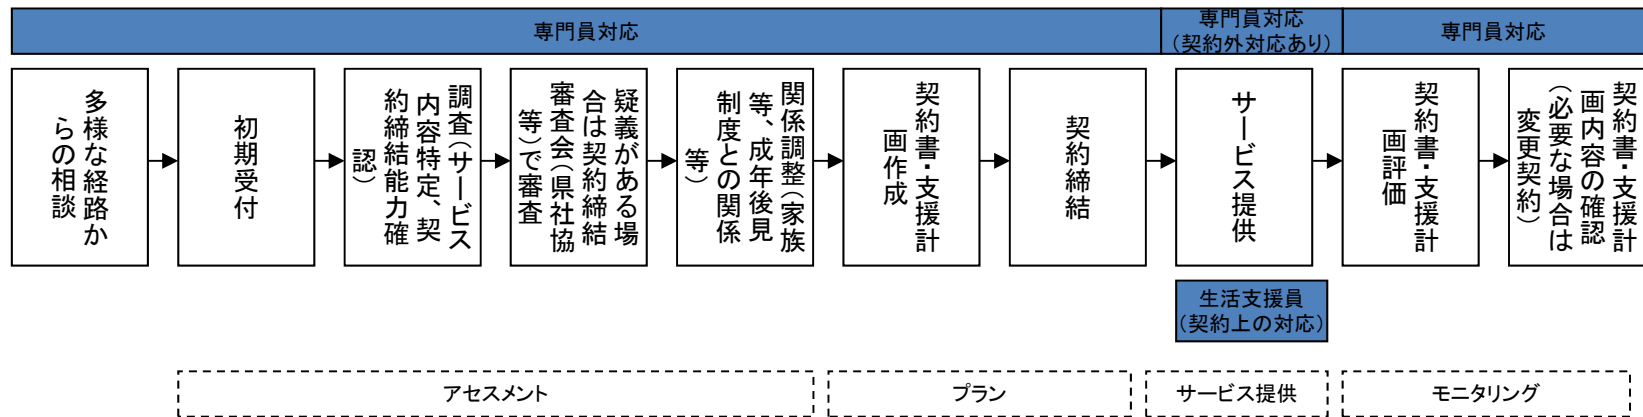 専門員対応
専門員対応
(契約外対応あり)
専門員対応
多様な経路か
らの相談
初期受付
調査(サービス
内容特定、契
約締結能力確
認)
疑義がある場
合は契約締結
審査会(県社協
等)で審査
関係調整(家族
等、成年後見
制度との関係
等)
契約書・支援計
画作成
契約締結
サービス提供
契約書・支援計
画評価
契約書・支援計
画内容の確認
(必要な場合は
変更契約)
生活支援員
(契約上の対応)
アセスメント
プラン
サービス提供
モニタリング